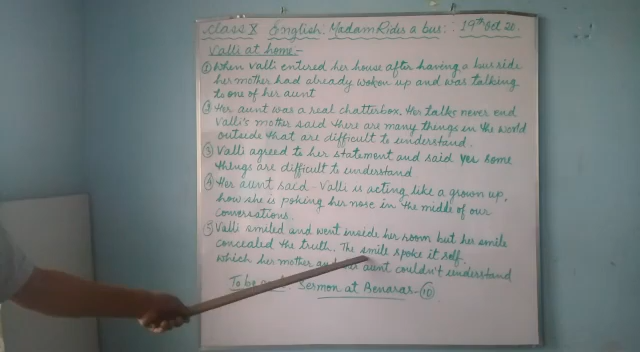 Class X English: Madam Rides a bus: : 19th Oct 20.
Valli at home:-
① When Valli entered her house after having a bus ride
her mother had already woken up and was talking
to one of her aunt
② Her aunt was a real chatterbox. Her talks never end
Valli's mother said there are many things in the world
outside that are difficult to understand.
③ Valli agreed to her statement and said yes some
things are difficult to understand
④ Her aunt said - Valli is acting like a grown up,
how she is poking her nose in the middle of our
conversations.
⑤ Valli smiled and went inside her room but her smile
concealed the truth. The smile spoke it self.
which her mother and her aunt couldn't understand
To be Sermon at Benaras - ⑩